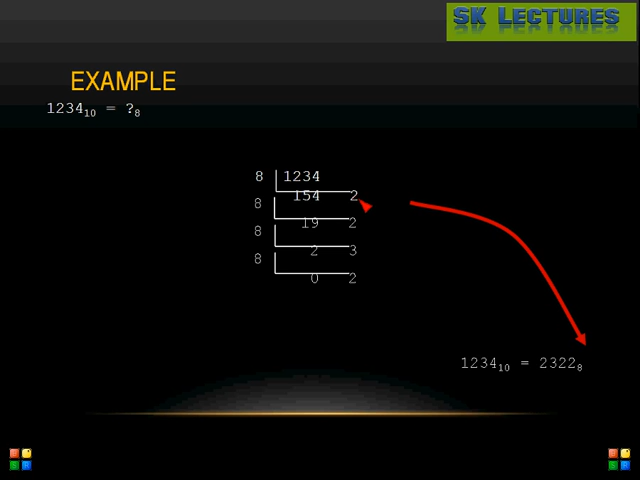 SK LECTURES
EXAMPLE
1234₁₀ = ?₈
8 1234
8 154 2
8 19 2
8 2 3
0 2
1234₁₀ = 2322₈